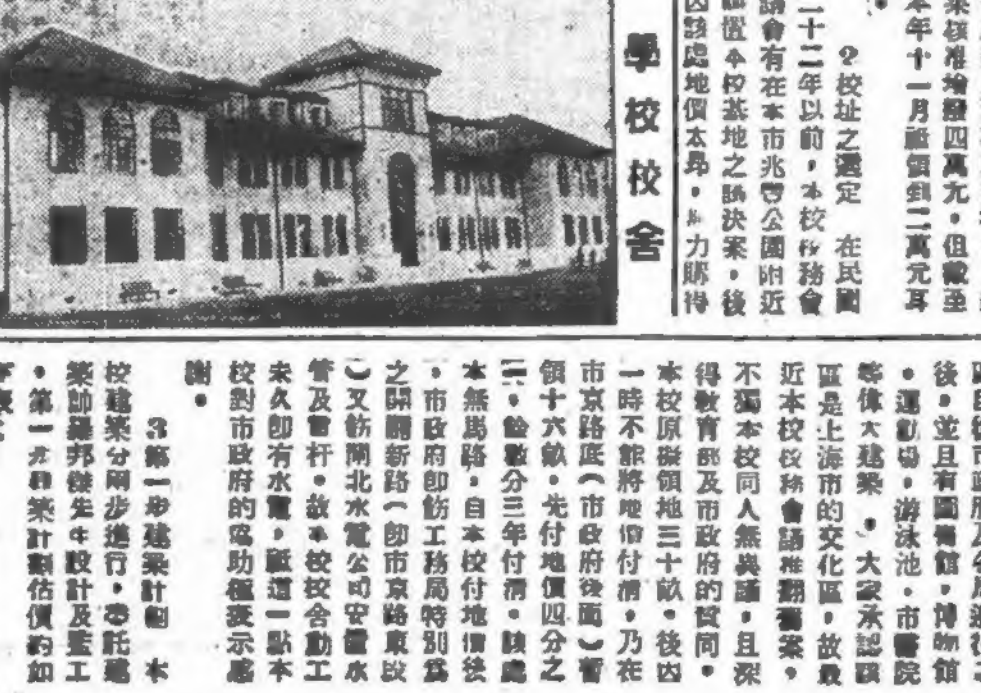 學校校舍
本年十一月祗領到二萬元耳
2校址之選定　在民國
二十二年以前，本校校務會
議會有在本市兆豐公園附近
購置本校基地之議決案。後
因該處地價太昂，力購得
後。並且有圖書館，博物館
，運動場，游泳池，市醫院
等偉大建築。大家承認該
區是上海市的文化區，故最
近本校校務會議推翻舊案。
不獨本校同人無異議，且深
得教育部及市政府的贊同。
本校原擬領地三十畝。後因
一時不能將地價付清，乃在
市京路底（市政府後面）暫
領十六畝。先付地價四分之
一，餘數分三年付清。該處
本無馬路，自本校付地價後
，市政府即飭工務局特別為
之開闢新路（即市京路東段
）又飭閘北水電公司安置水
管及電杆。故本校校舍動工
未久即有水電，祗這一點本
校對市政府的協助極表示感
謝。
3第一步建築計劃　本
校建築分兩步進行，委託建
築師羅邦傑先生設計及監工
。第一步建築計劃估價約如